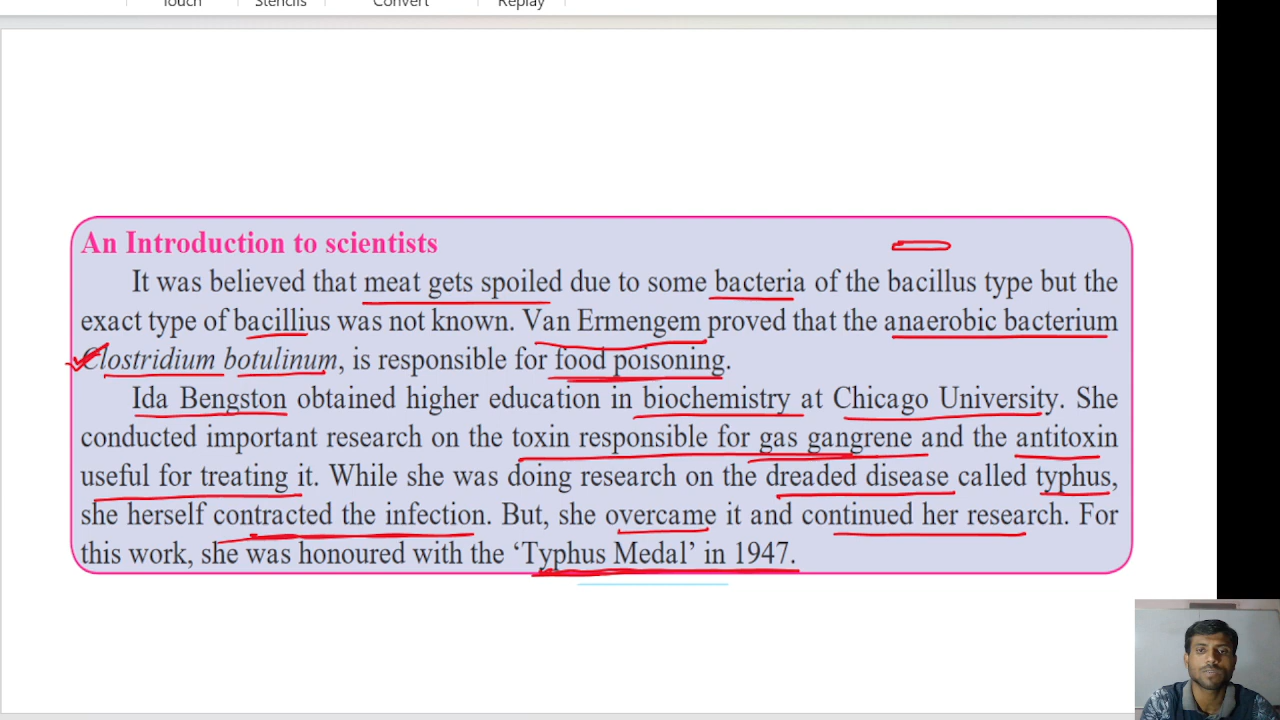 Touch Stencils Convert Replay
An Introduction to scientists
It was believed that meat gets spoiled due to some bacteria of the bacillus type but the
exact type of bacillius was not known. Van Ermengem proved that the anaerobic bacterium
Clostridium botulinum, is responsible for food poisoning.
Ida Bengston obtained higher education in biochemistry at Chicago University. She
conducted important research on the toxin responsible for gas gangrene and the antitoxin
useful for treating it. While she was doing research on the dreaded disease called typhus,
she herself contracted the infection. But, she overcame it and continued her research. For
this work, she was honoured with the ‘Typhus Medal’ in 1947.